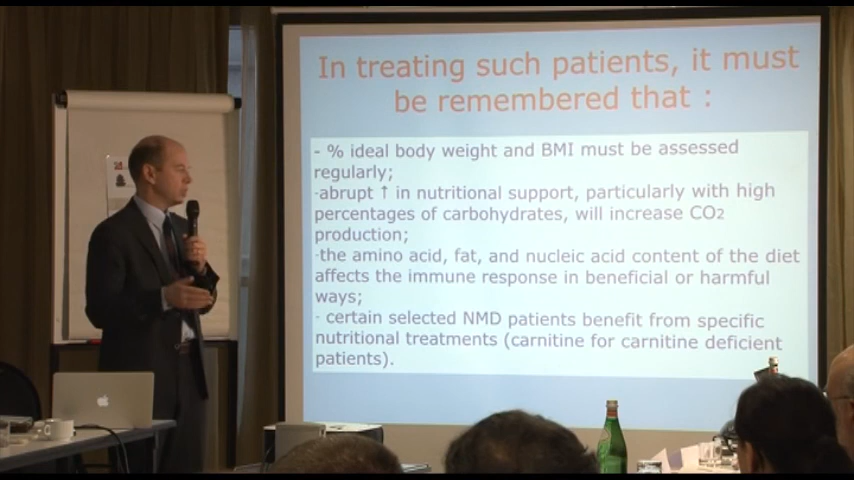 In treating such patients, it must
be remembered that :
- % ideal body weight and BMI must be assessed
regularly;
-abrupt ↑ in nutritional support, particularly with high
percentages of carbohydrates, will increase CO2
production;
-the amino acid, fat, and nucleic acid content of the diet
affects the immune response in beneficial or harmful
ways;
- certain selected NMD patients benefit from specific
nutritional treatments (carnitine for carnitine deficient
patients).